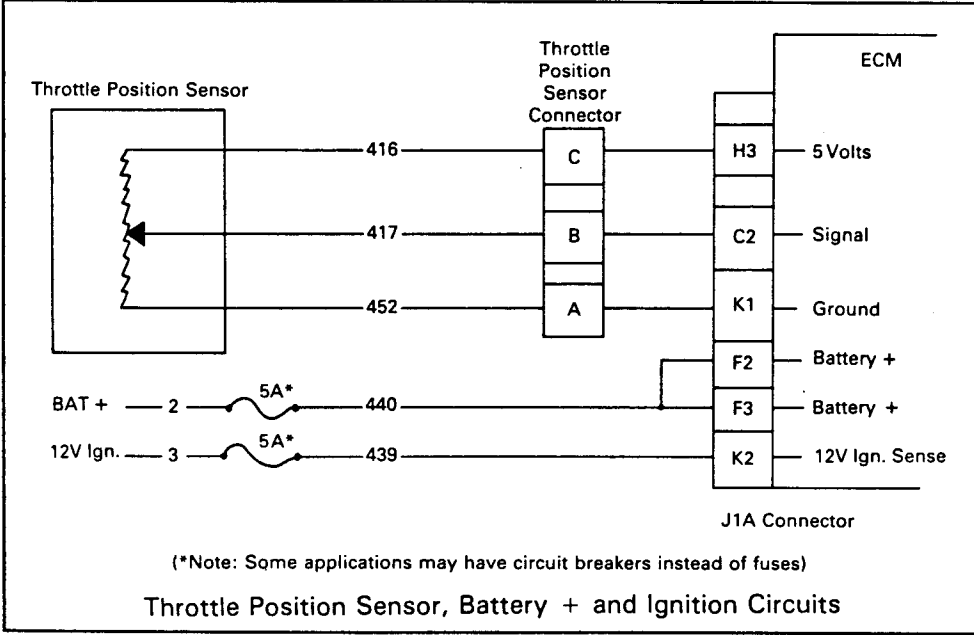 Throttle Position Sensor
Throttle
Position
Sensor
Connector
ECM
416
C
H3
5 Volts
417
B
C2
Signal
452
A
K1
Ground
F2
Battery +
BAT +
2
5A*
440
F3
Battery +
12V Ign.
3
5A*
439
K2
12V Ign. Sense
J1A Connector
(*Note: Some applications may have circuit breakers instead of fuses)
Throttle Position Sensor, Battery + and Ignition Circuits